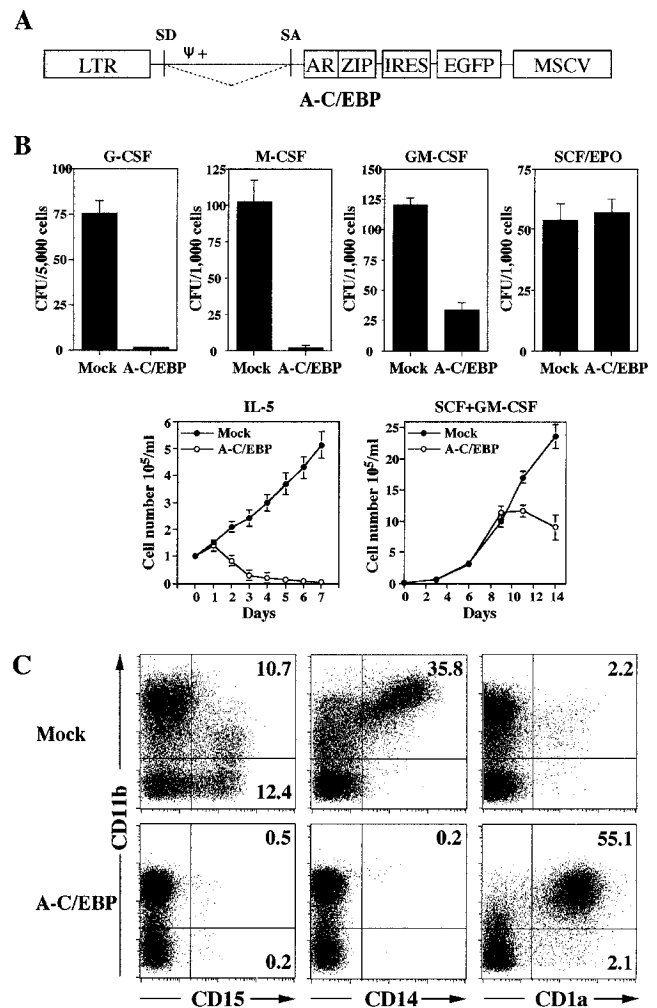 A
SD Ψ + SA
LTR AR ZIP IRES EGFP MSCV
A-C/EBP
B
G-CSF M-CSF GM-CSF SCF/EPO
CFU/5,000 cells
100
75
50
25
0
Mock A-C/EBP
CFU/1,000 cells
125
100
75
50
25
0
Mock A-C/EBP
CFU/1,000 cells
150
125
100
75
50
25
0
Mock A-C/EBP
CFU/1,000 cells
100
75
50
25
0
Mock A-C/EBP
IL-5
Mock
A-C/EBP
Cell number 10⁵/ml
6
5
4
3
2
1
0
0 1 2 3 4 5 6 7
Days
SCF+GM-CSF
Mock
A-C/EBP
Cell number 10⁵/ml
25
20
15
10
5
0
0 2 4 6 8 10 12 14
Days
C
Mock
10.7 35.8 2.2
12.4
CD11b
A-C/EBP
0.5 0.2 55.1
0.2 2.1
CD15 CD14 CD1a